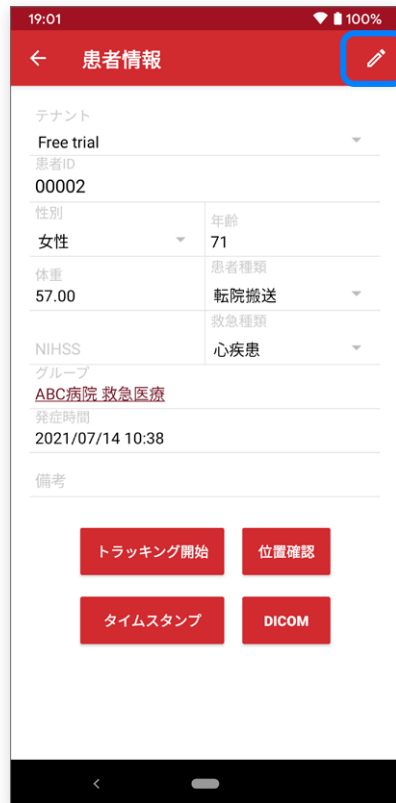 19:01 100%
患者情報
テナント
Free trial
患者ID
00002
性別 年齢
女性 71
体重 患者種類
57.00 転院搬送
NIHSS 救急種類
心疾患
グループ
ABC病院 救急医療
発症時間
2021/07/14 10:38
備考
トラッキング開始 位置確認
タイムスタンプ DICOM